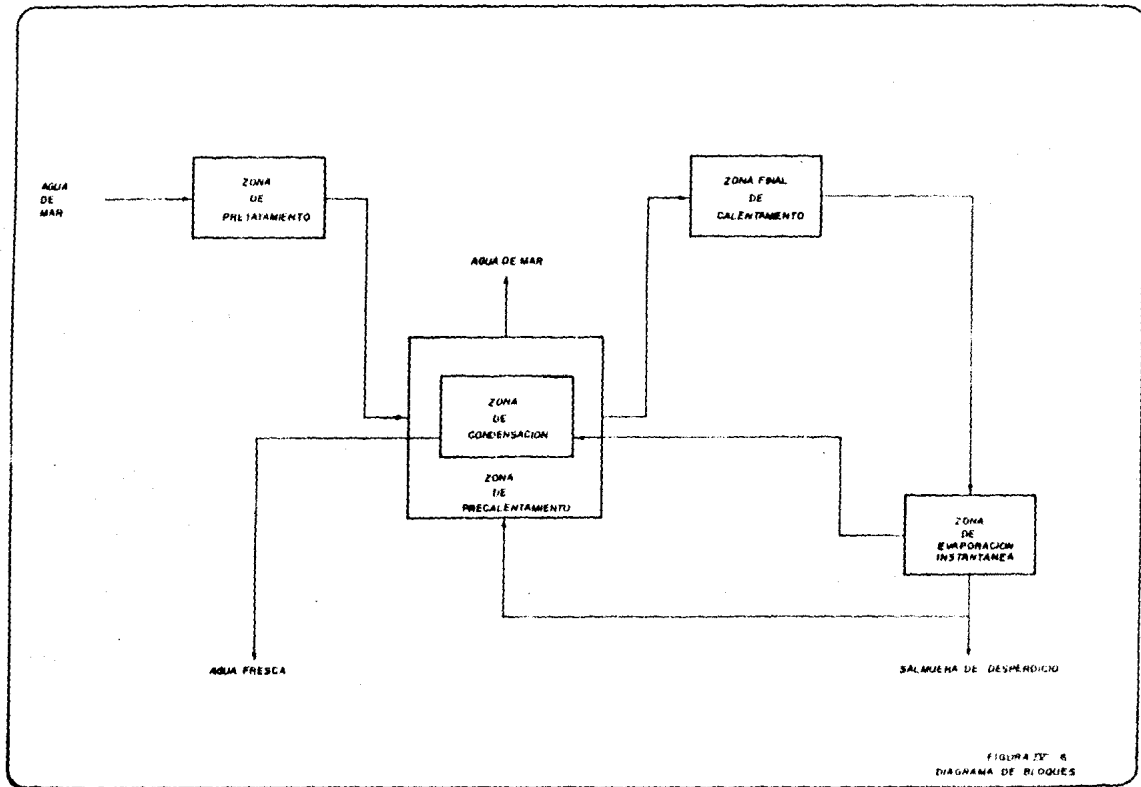 AGUA
DE
MAR
ZONA
DE
PRETATAMIENTO
ZONA FINAL
DE
CALENTAMIENTO
AGUA DE MAR
ZONA
DE
CONDENSACION
ZONA
DE
PRECALENTAMIENTO
ZONA
DE
EVAPORACION
INSTANTANEA
AGUA FRESCA
SALMUERA DE DESPERDICIO
FIGURA IV 6
DIAGRAMA DE BLOQUES